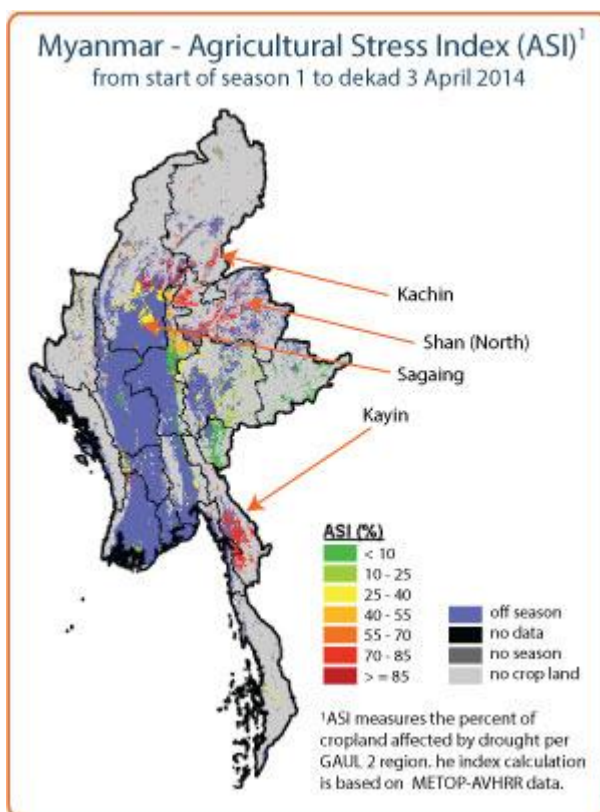 Myanmar - Agricultural Stress Index (ASI)¹
from start of season 1 to dekad 3 April 2014
Kachin
Shan (North)
Sagaing
Kayin
ASI (%)
< 10
10 - 25
25 - 40
40 - 55
55 - 70
70 - 85
> = 85
off season
no data
no season
no crop land
¹ASI measures the percent of
cropland affected by drought per
GAUL 2 region. he index calculation
is based on METOP-AVHRR data.